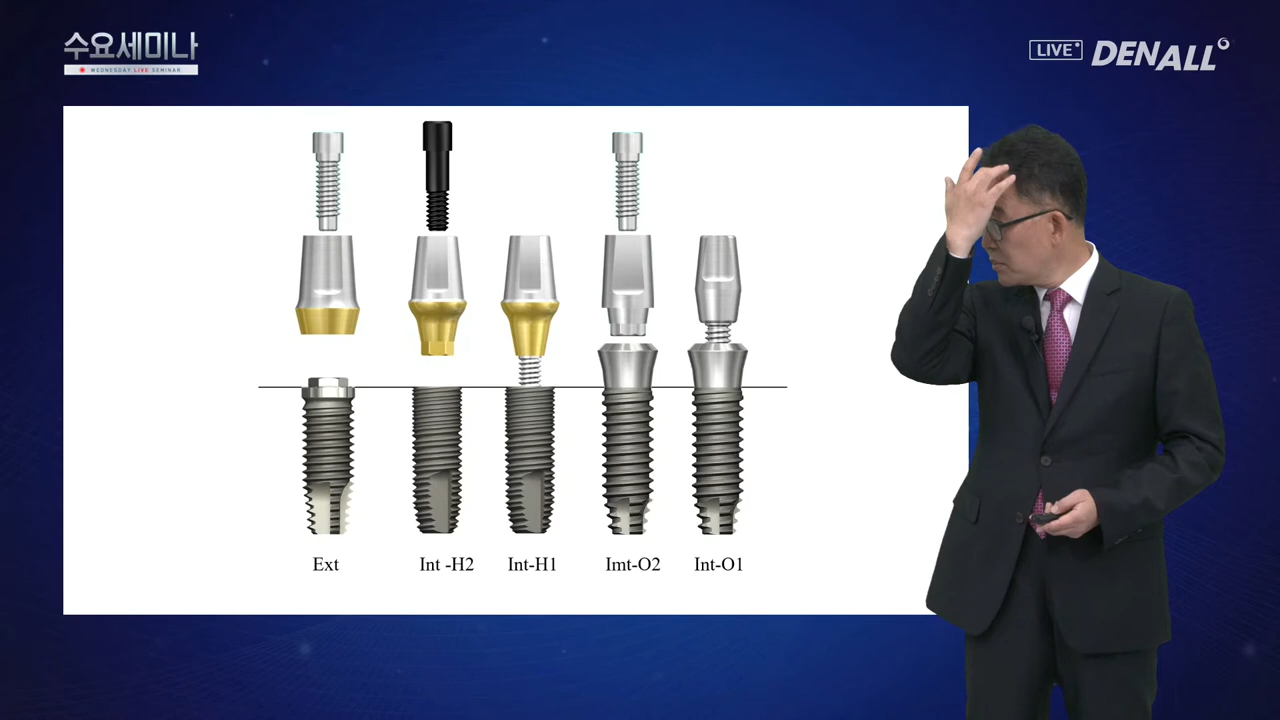 수요세미나
WEDNESDAY LIVE SEMINAR
LIVE
DENALL
Ext
Int -H2
Int-H1
Imt-O2
Int-O1